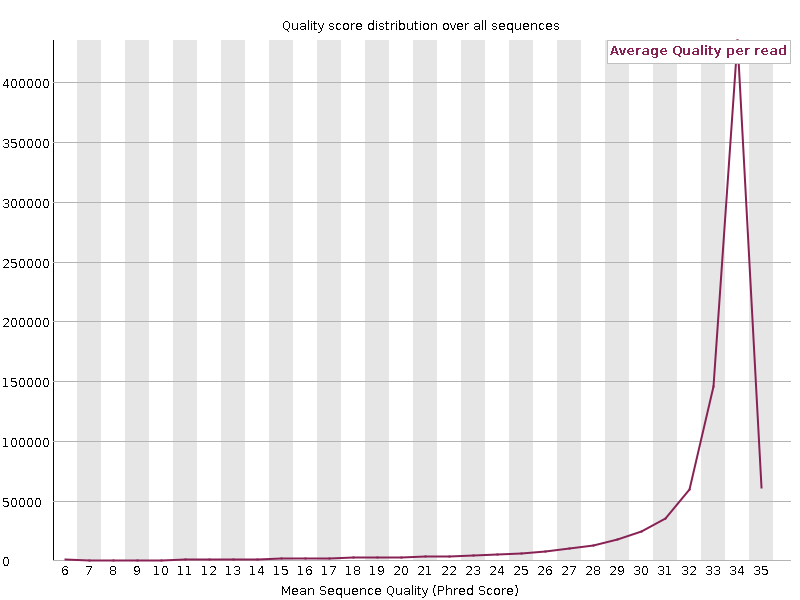 Quality score distribution over all sequences
Average Quality per read
400000
350000
300000
250000
200000
150000
100000
50000
0
6 7 8 9 10 11 12 13 14 15 16 17 18 19 20 21 22 23 24 25 26 27 28 29 30 31 32 33 34 35
Mean Sequence Quality (Phred Score)